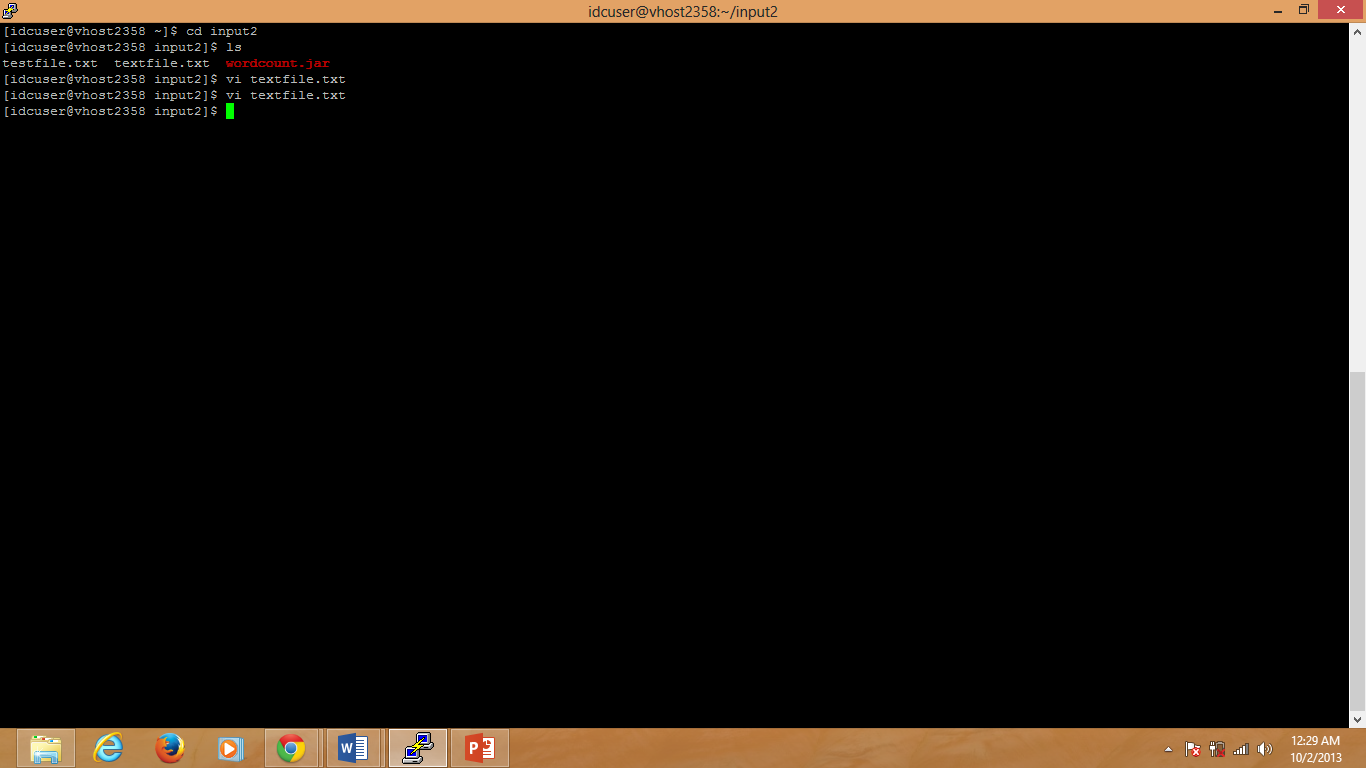 idcuser@vhost2358:~/input2
[idcuser@vhost2358 ~]$ cd input2
[idcuser@vhost2358 input2]$ ls
testfile.txt  textfile.txt  wordcount.jar
[idcuser@vhost2358 input2]$ vi textfile.txt
[idcuser@vhost2358 input2]$ vi textfile.txt
[idcuser@vhost2358 input2]$
12:29 AM
10/2/2013